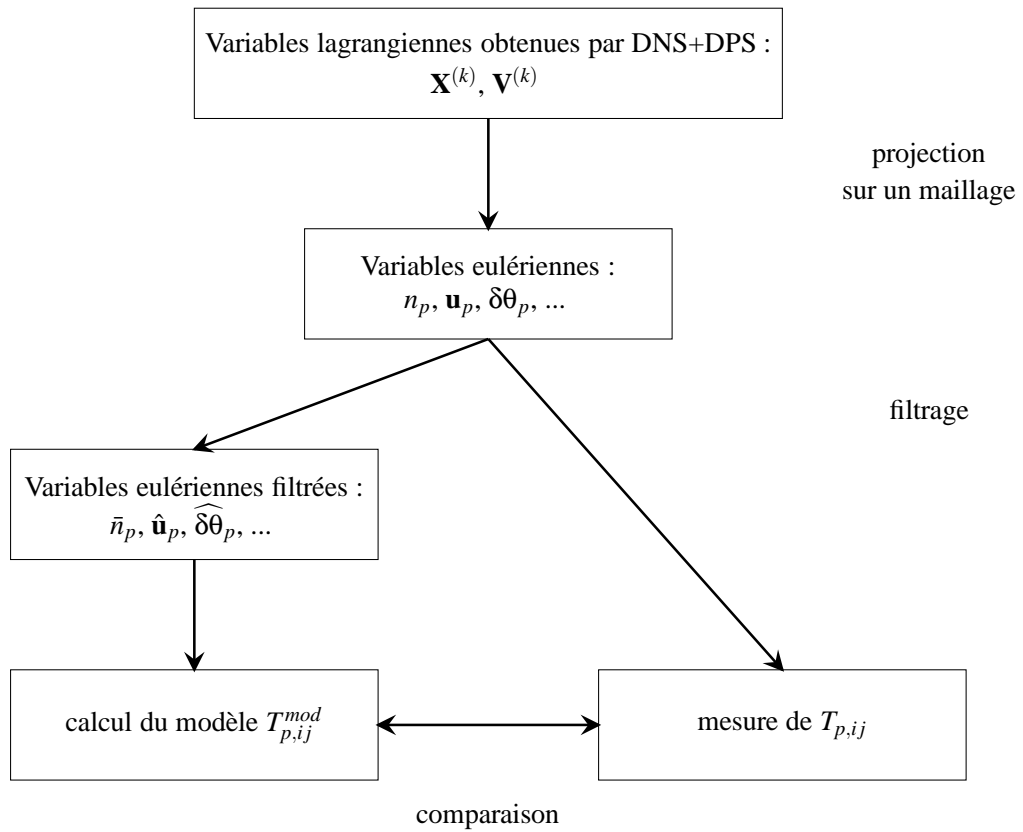 Variables lagrangiennes obtenues par DNS+DPS :
𝐗⁽ᵏ⁾, 𝐕⁽ᵏ⁾
projection
sur un maillage
Variables eulériennes :
n_p, 𝐮_p, δθ_p, ...
filtrage
Variables eulériennes filtrées :
n̄_p, 𝐮̂_p, \widehat{δθ}_p, ...
calcul du modèle T_{p,ij}^{mod}
mesure de T_{p,ij}
comparaison